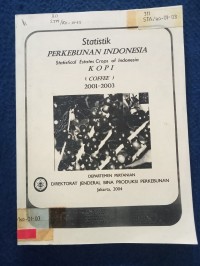 Statistik
PERKEBUNAN INDONESIA
Statistical Estate Crops of Indonesia
K O P I
( COFFEE )
2001-2003
DEPARTEMEN PERTANIAN
DIREKTORAT JENDERAL BINA PRODUKSI PERKEBUNAN
Jakarta, 2004